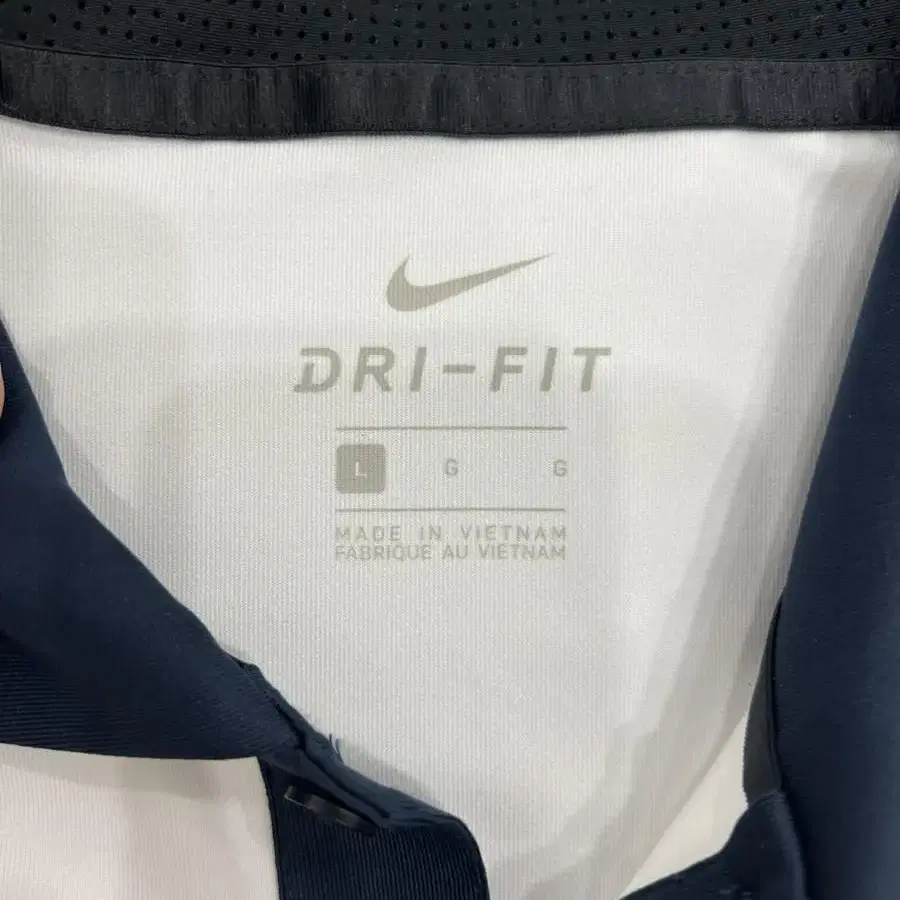 DRI-FIT
L G G
MADE IN VIETNAM
FABRIQUE AU VIETNAM